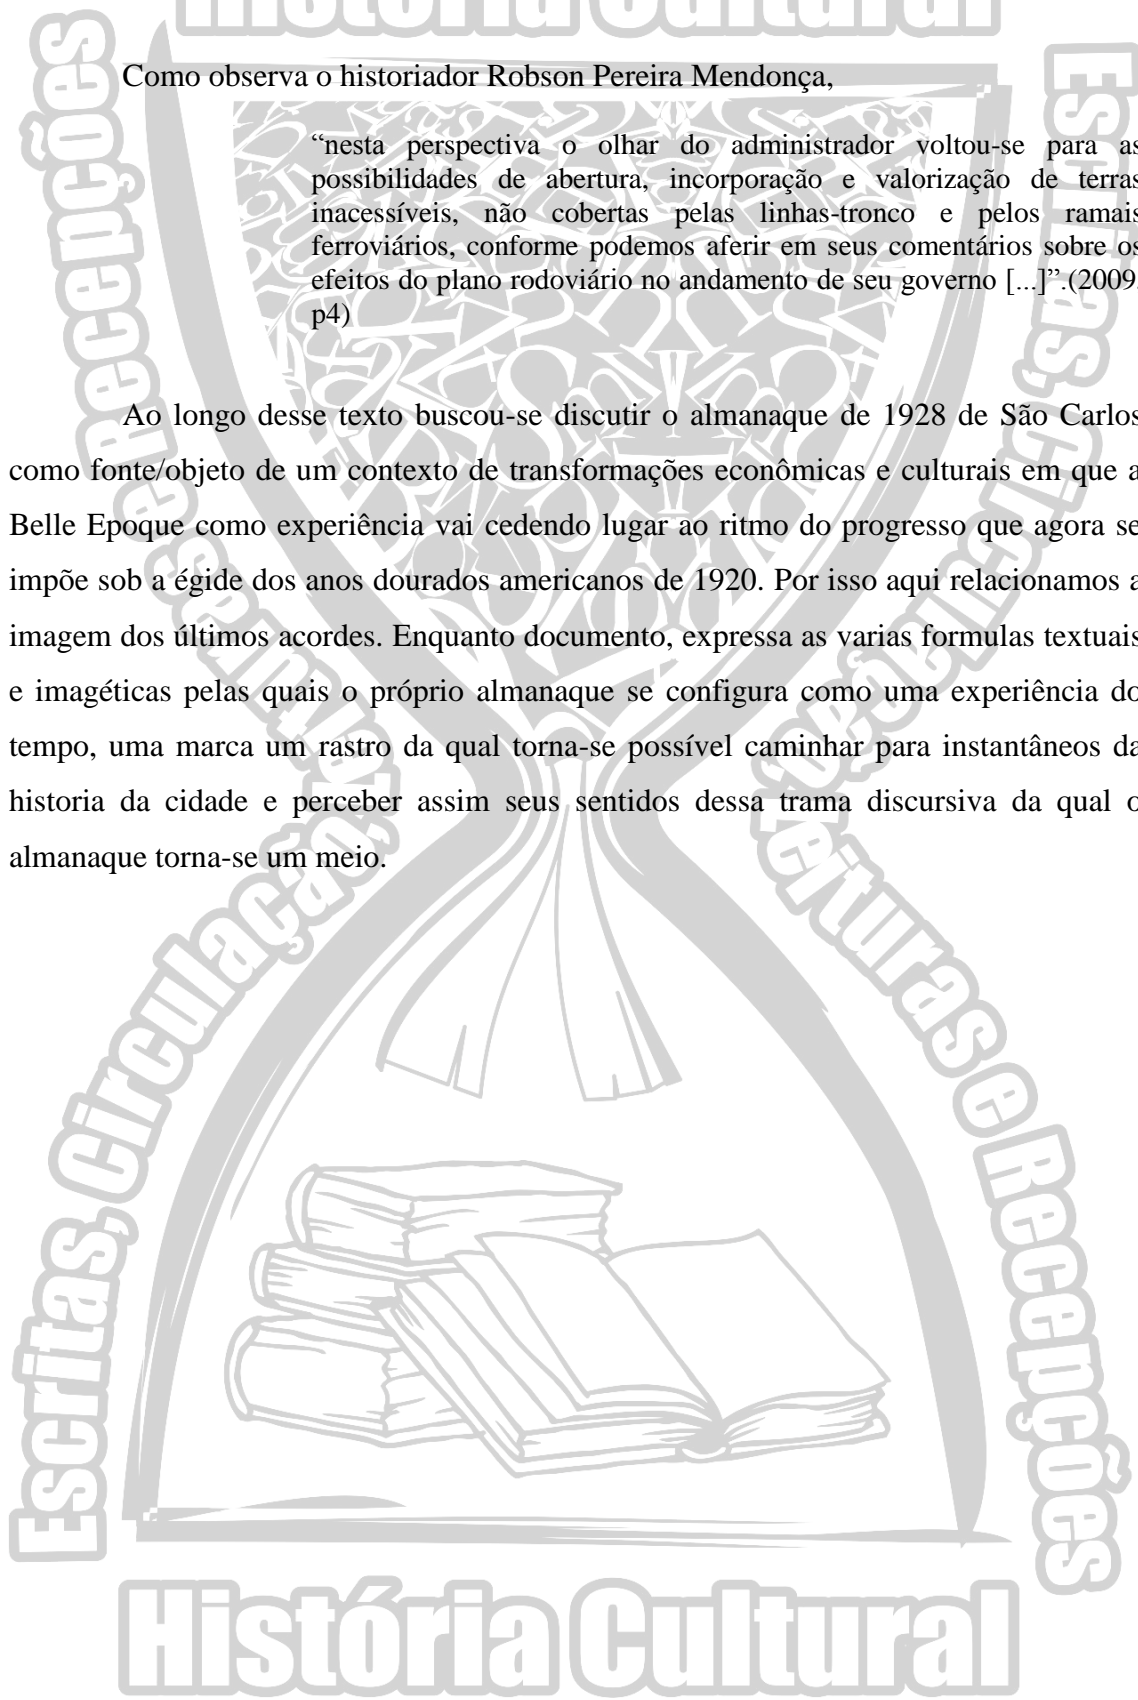 História Cultural
Como observa o historiador Robson Pereira Mendonça,
“nesta perspectiva o olhar do administrador voltou-se para as
possibilidades de abertura, incorporação e valorização de terras
inacessíveis, não cobertas pelas linhas-tronco e pelos ramais
ferroviários, conforme podemos aferir em seus comentários sobre os
efeitos do plano rodoviário no andamento de seu governo [...]”.(2009,
p4)
Ao longo desse texto buscou-se discutir o almanaque de 1928 de São Carlos
como fonte/objeto de um contexto de transformações econômicas e culturais em que a
Belle Epoque como experiência vai cedendo lugar ao ritmo do progresso que agora se
impõe sob a égide dos anos dourados americanos de 1920. Por isso aqui relacionamos a
imagem dos últimos acordes. Enquanto documento, expressa as varias formulas textuais
e imagéticas pelas quais o próprio almanaque se configura como uma experiência do
tempo, uma marca um rastro da qual torna-se possível caminhar para instantâneos da
historia da cidade e perceber assim seus sentidos dessa trama discursiva da qual o
almanaque torna-se um meio.
Escritas, Circulação, Leituras e Recepções
Escritas, Circulação, Leituras e Recepções
História Cultural